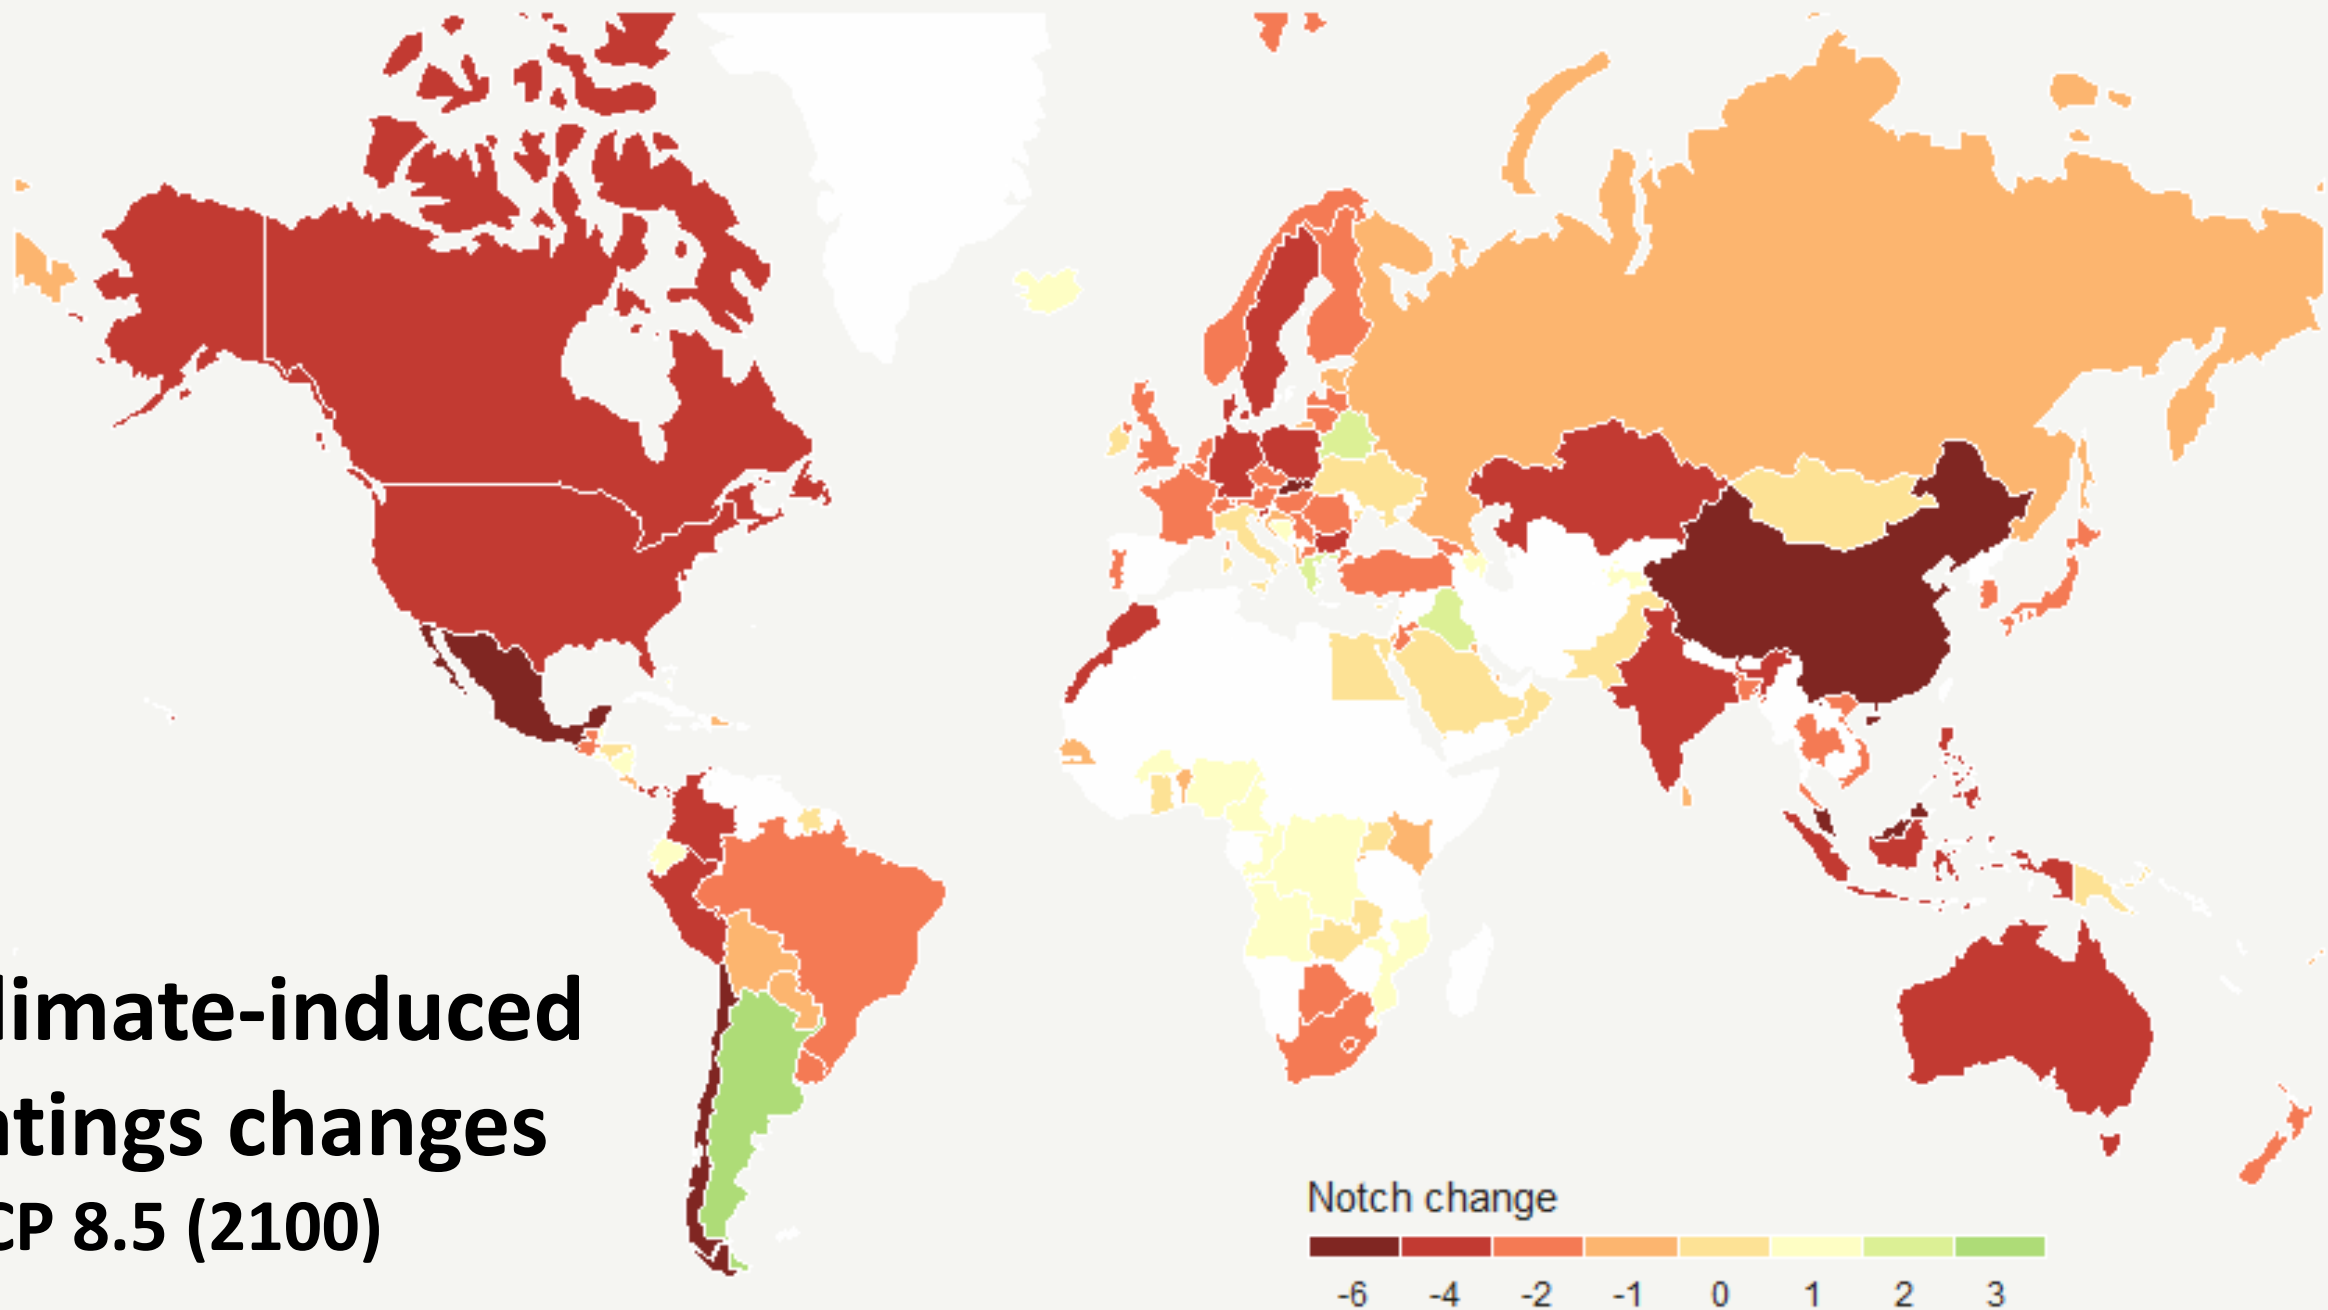 limate-induced
tings changes
CP 8.5 (2100)
Notch change
-6 -4 -2 -1 0 1 2 3